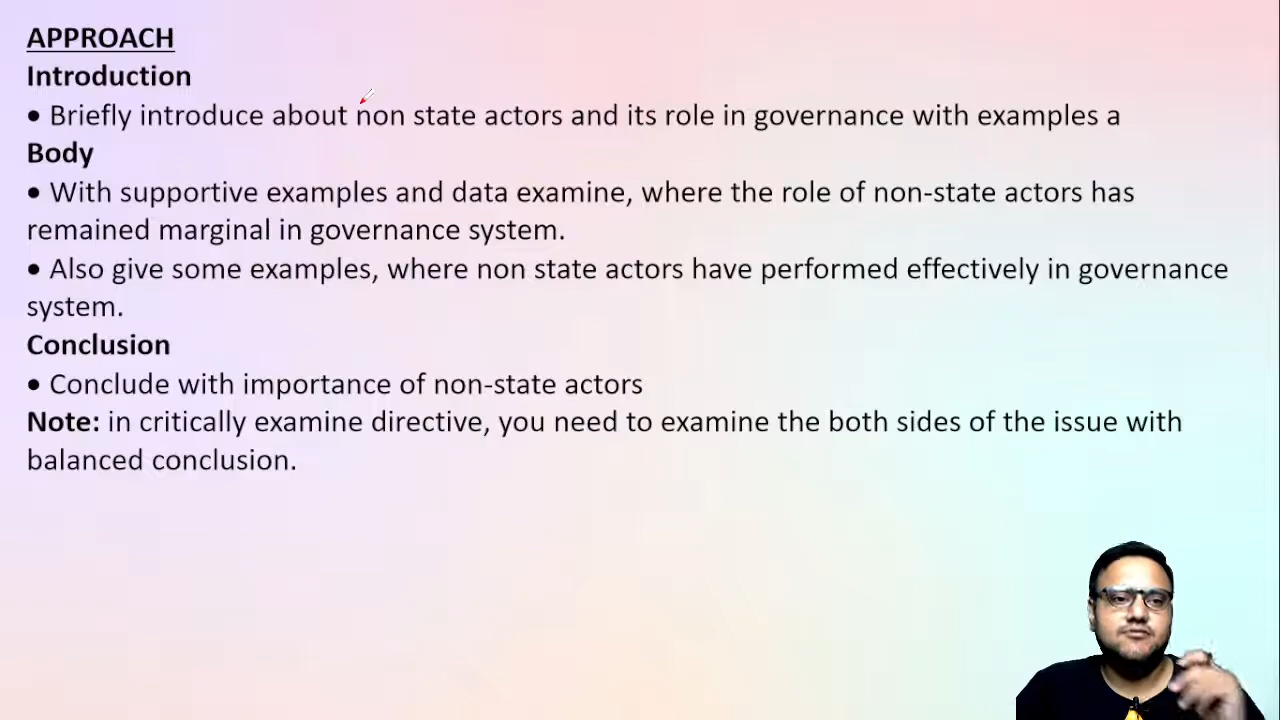 APPROACH
Introduction
• Briefly introduce about non state actors and its role in governance with examples a
Body
• With supportive examples and data examine, where the role of non-state actors has
remained marginal in governance system.
• Also give some examples, where non state actors have performed effectively in governance
system.
Conclusion
• Conclude with importance of non-state actors
Note: in critically examine directive, you need to examine the both sides of the issue with
balanced conclusion.